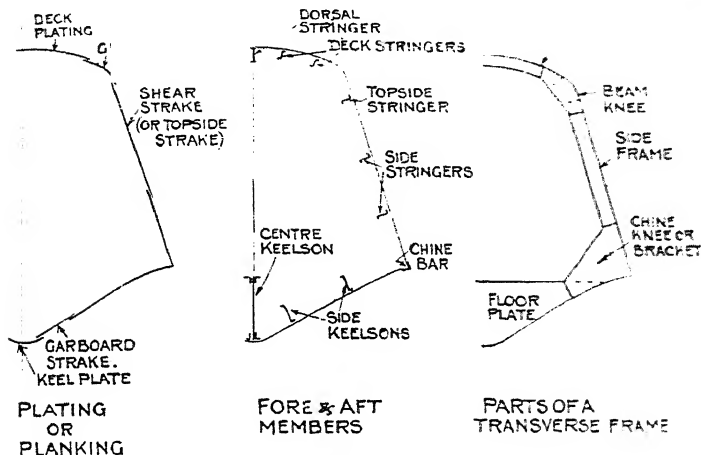 DECK
PLATING
G
SHEAR
STRAKE
(OR TOPSIDE
STRAKE)
GARBOARD
STRAKE.
KEEL PLATE
PLATING
OR
PLANKING
DORSAL
STRINGER
DECK STRINGERS
TOPSIDE
STRINGER
SIDE
STRINGERS
CENTRE
KEELSON
CHINE
BAR
SIDE
KEELSONS
FORE & AFT
MEMBERS
BEAM
KNEE
SIDE
FRAME
CHINE
KNEE OR
BRACKET
FLOOR
PLATE
PARTS OF A
TRANSVERSE FRAME